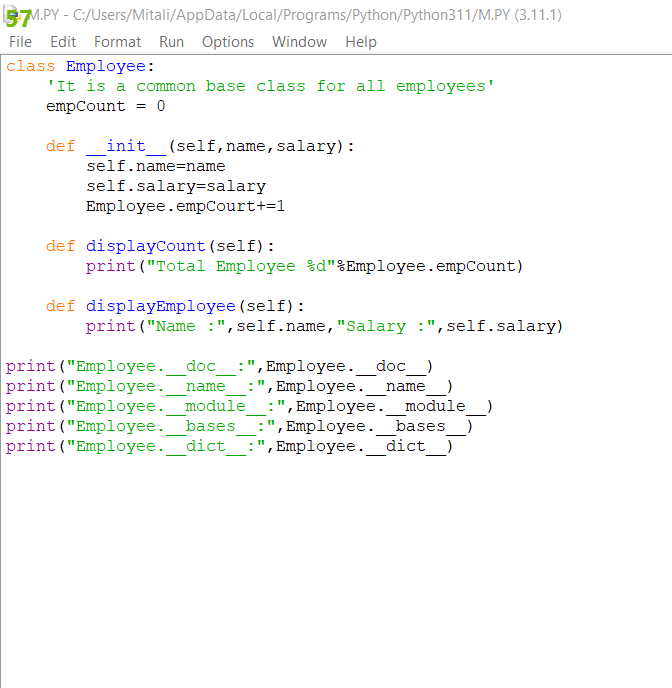 57
M.PY - C:/Users/Mitali/AppData/Local/Programs/Python/Python311/M.PY (3.11.1)
File Edit Format Run Options Window Help
class Employee:
    'It is a common base class for all employees'
    empCount = 0

    def __init__(self,name,salary):
        self.name=name
        self.salary=salary
        Employee.empCourt+=1

    def displayCount(self):
        print("Total Employee %d"%Employee.empCount)

    def displayEmployee(self):
        print("Name :",self.name,"Salary :",self.salary)

print("Employee.__doc__:",Employee.__doc__)
print("Employee.__name__:",Employee.__name__)
print("Employee.__module__:",Employee.__module__)
print("Employee.__bases__:",Employee.__bases__)
print("Employee.__dict__:",Employee.__dict__)